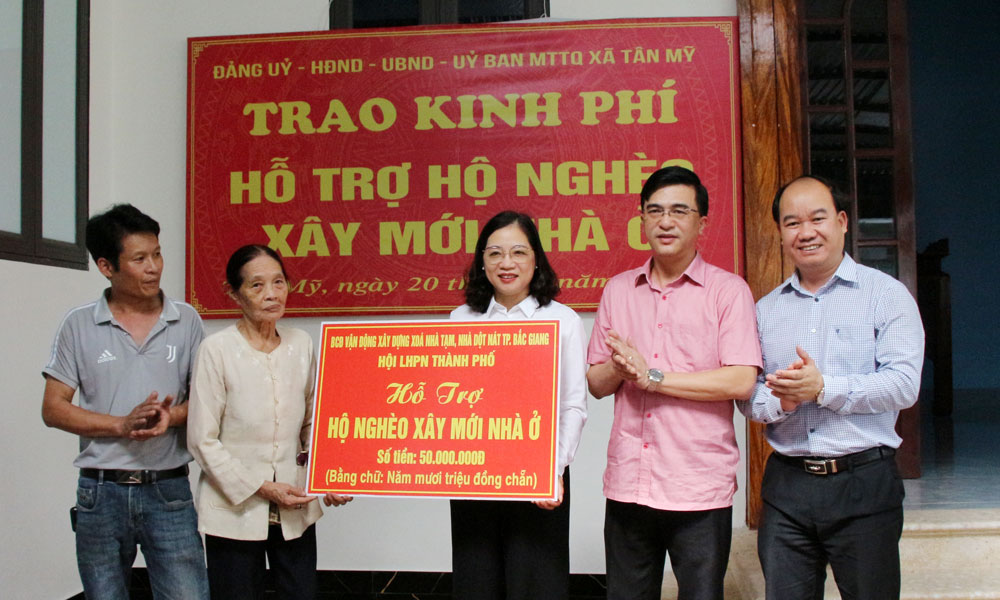 ĐẢNG UỶ - HĐND - UBND - UỶ BAN MTTQ XÃ TÂN MỸ
TRAO KINH PHÍ
HỖ TRỢ HỘ NGHÈO
XÂY MỚI NHÀ Ở
Mỹ, ngày 20 năm
BCĐ VẬN ĐỘNG XÂY DỰNG XOÁ NHÀ TẠM, NHÀ DỘT NÁT TP. BẮC GIANG
HỘI LHPN THÀNH PHỐ
Hỗ Trợ
HỘ NGHÈO XÂY MỚI NHÀ Ở
Số tiền: 50.000.000Đ
(Bằng chữ: Năm mươi triệu đồng chẵn)